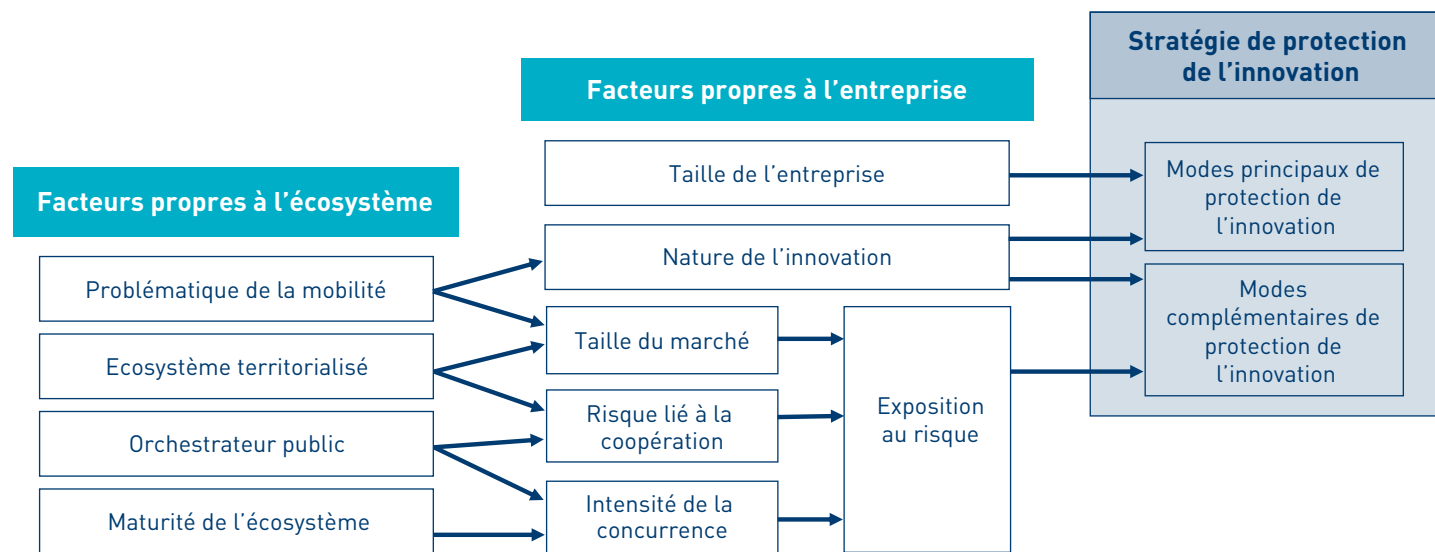 Stratégie de protection
de l’innovation
Facteurs propres à l’entreprise
Facteurs propres à l’écosystème
Taille de l’entreprise
Modes principaux de
protection de
l’innovation
Nature de l’innovation
Problématique de la mobilité
Modes
complémentaires de
protection de
l’innovation
Taille du marché
Ecosystème territorialisé
Risque lié à la
coopération
Exposition
au risque
Orchestrateur public
Intensité de la
concurrence
Maturité de l’écosystème